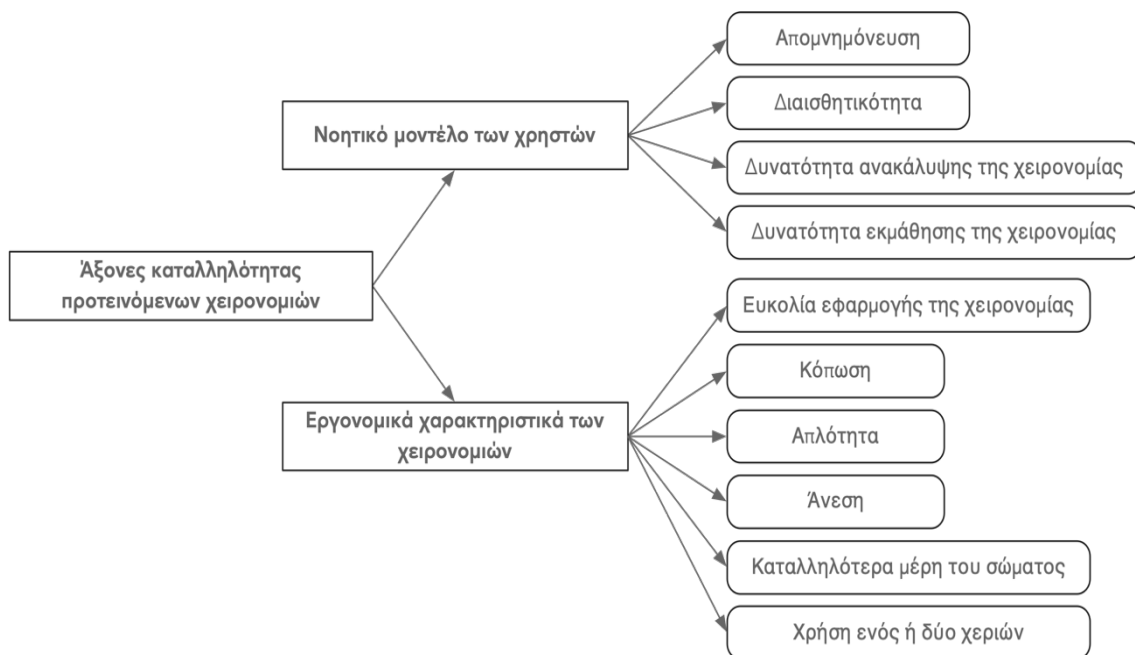 Απομνημόνευση
Διαισθητικότητα
Νοητικό μοντέλο των χρηστών
Δυνατότητα ανακάλυψης της χειρονομίας
Δυνατότητα εκμάθησης της χειρονομίας
Άξονες καταλληλότητας
προτεινόμενων χειρονομιών
Ευκολία εφαρμογής της χειρονομίας
Κόπωση
Εργονομικά χαρακτηριστικά των
χειρονομιών
Απλότητα
Άνεση
Καταλληλότερα μέρη του σώματος
Χρήση ενός ή δύο χεριών